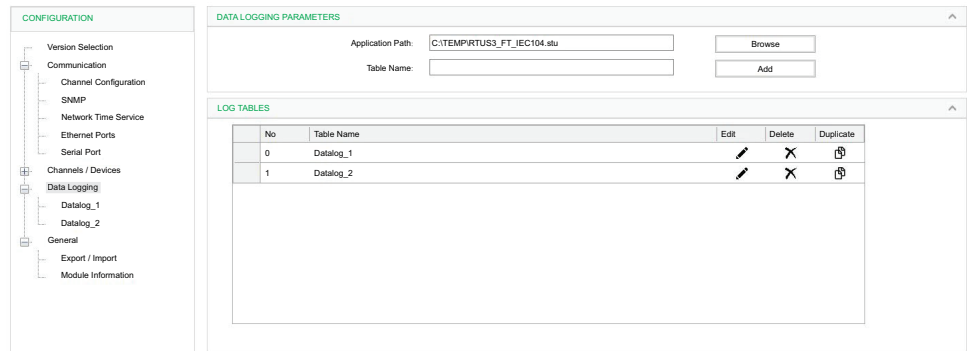 CONFIGURATION
Version Selection
Communication
Channel Configuration
SNMP
Network Time Service
Ethernet Ports
Serial Port
Channels / Devices
Data Logging
Datalog_1
Datalog_2
General
Export / Import
Module Information
DATA LOGGING PARAMETERS
Application Path: C:\TEMP\RTUS3_FT_IEC104.stu Browse
Table Name: Add
LOG TABLES
No Table Name Edit Delete Duplicate
0 Datalog_1
1 Datalog_2